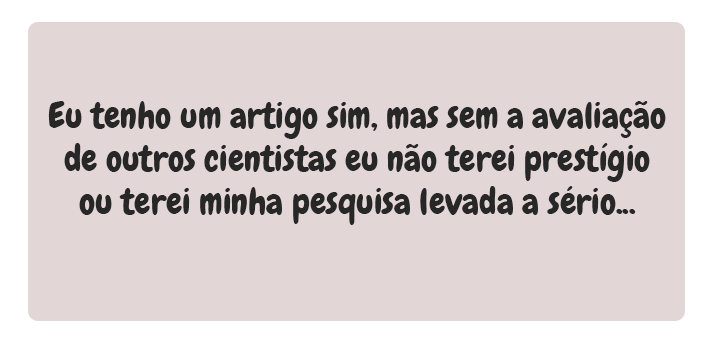 Eu tenho um artigo sim, mas sem a avaliação
de outros cientistas eu não terei prestígio
ou terei minha pesquisa levada a sério...